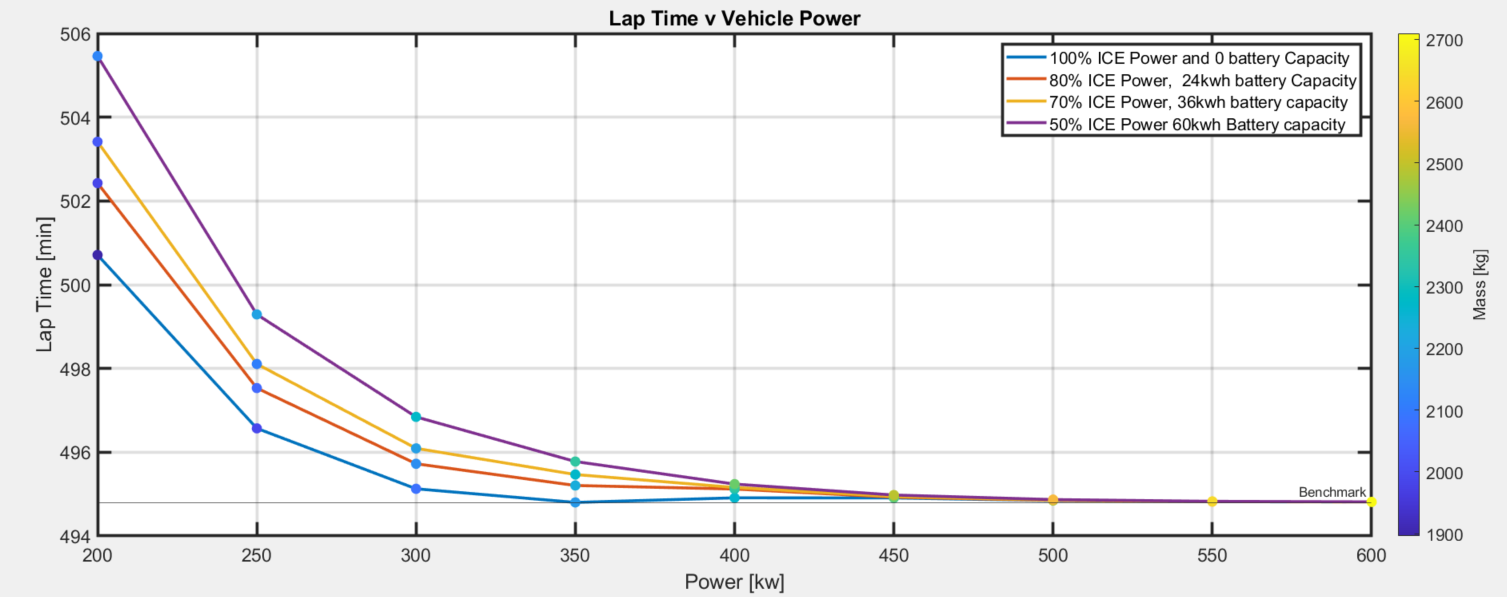 Lap Time v Vehicle Power
506
504
502
500
498
496
494
Lap Time [min]
100% ICE Power and 0 battery Capacity
80% ICE Power,  24kwh battery Capacity
70% ICE Power, 36kwh battery capacity
50% ICE Power 60kwh Battery capacity
Benchmark
200 250 300 350 400 450 500 550 600
Power [kw]
2700
2600
2500
2400
2300
2200
2100
2000
1900
Mass [kg]